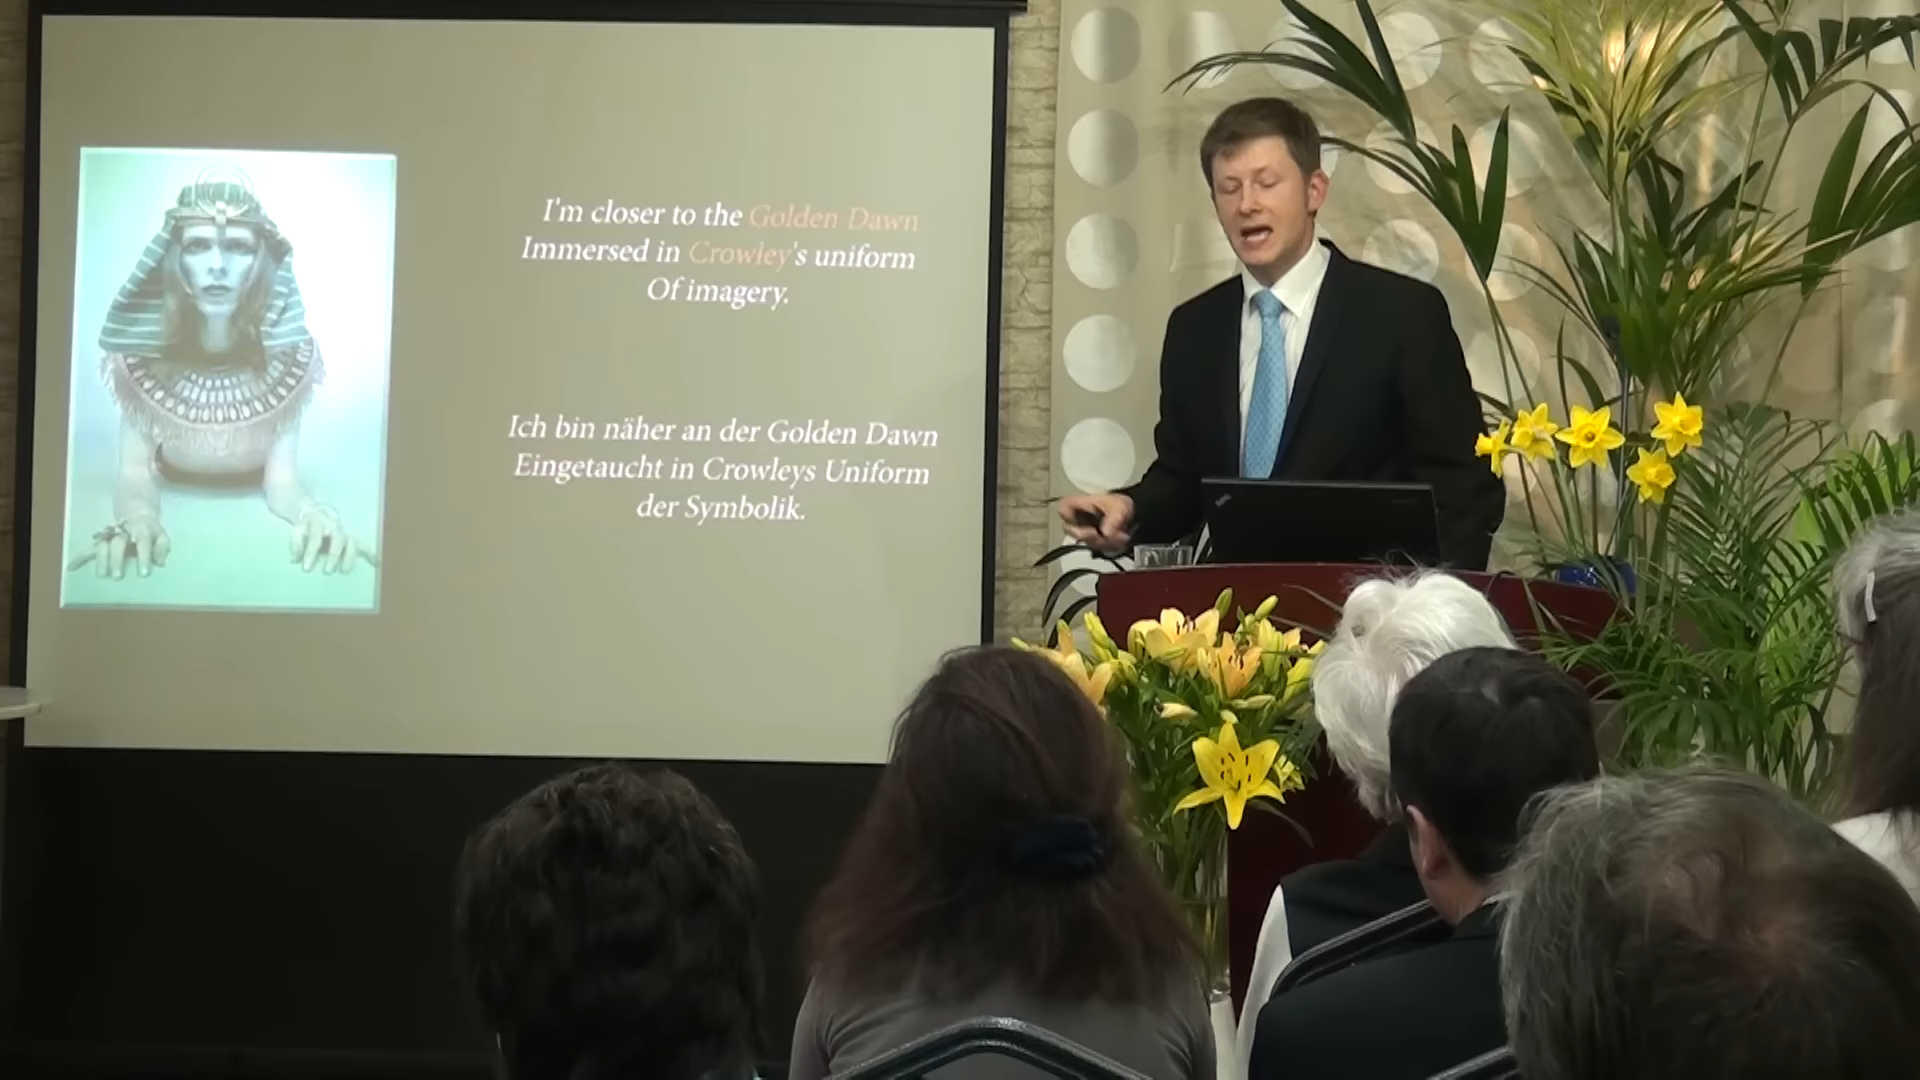 I'm closer to the Golden Dawn
Immersed in Crowley's uniform
Of imagery.
Ich bin näher an der Golden Dawn
Eingetaucht in Crowleys Uniform
der Symbolik.